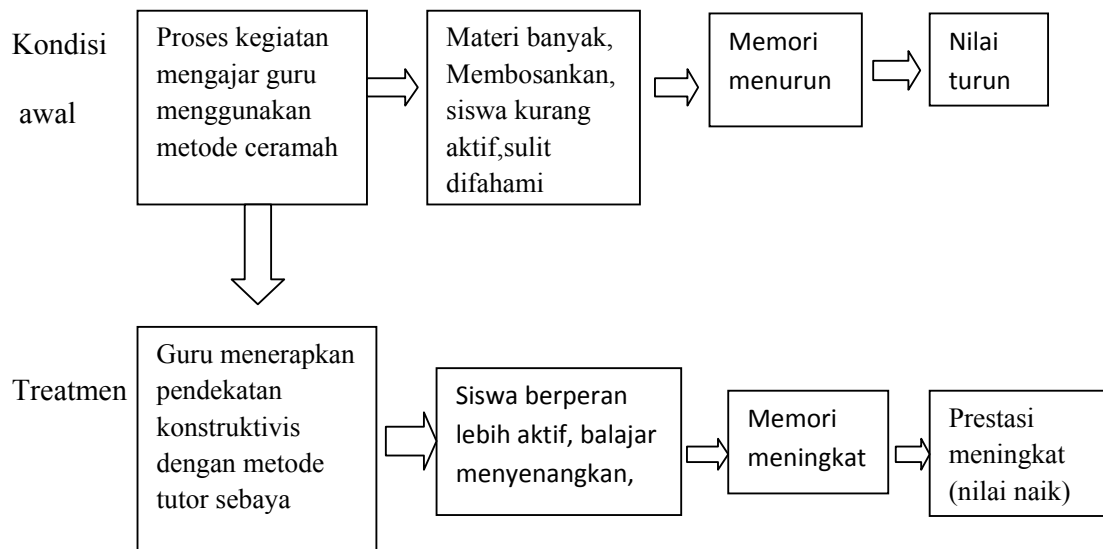 Kondisi
awal
Proses kegiatan
mengajar guru
menggunakan
metode ceramah
Materi banyak,
Membosankan,
siswa kurang
aktif,sulit
difahami
Memori
menurun
Nilai
turun
Treatmen
Guru menerapkan
pendekatan
konstruktivis
dengan metode
tutor sebaya
Siswa berperan
lebih aktif, balajar
menyenangkan,
Memori
meningkat
Prestasi
meningkat
(nilai naik)